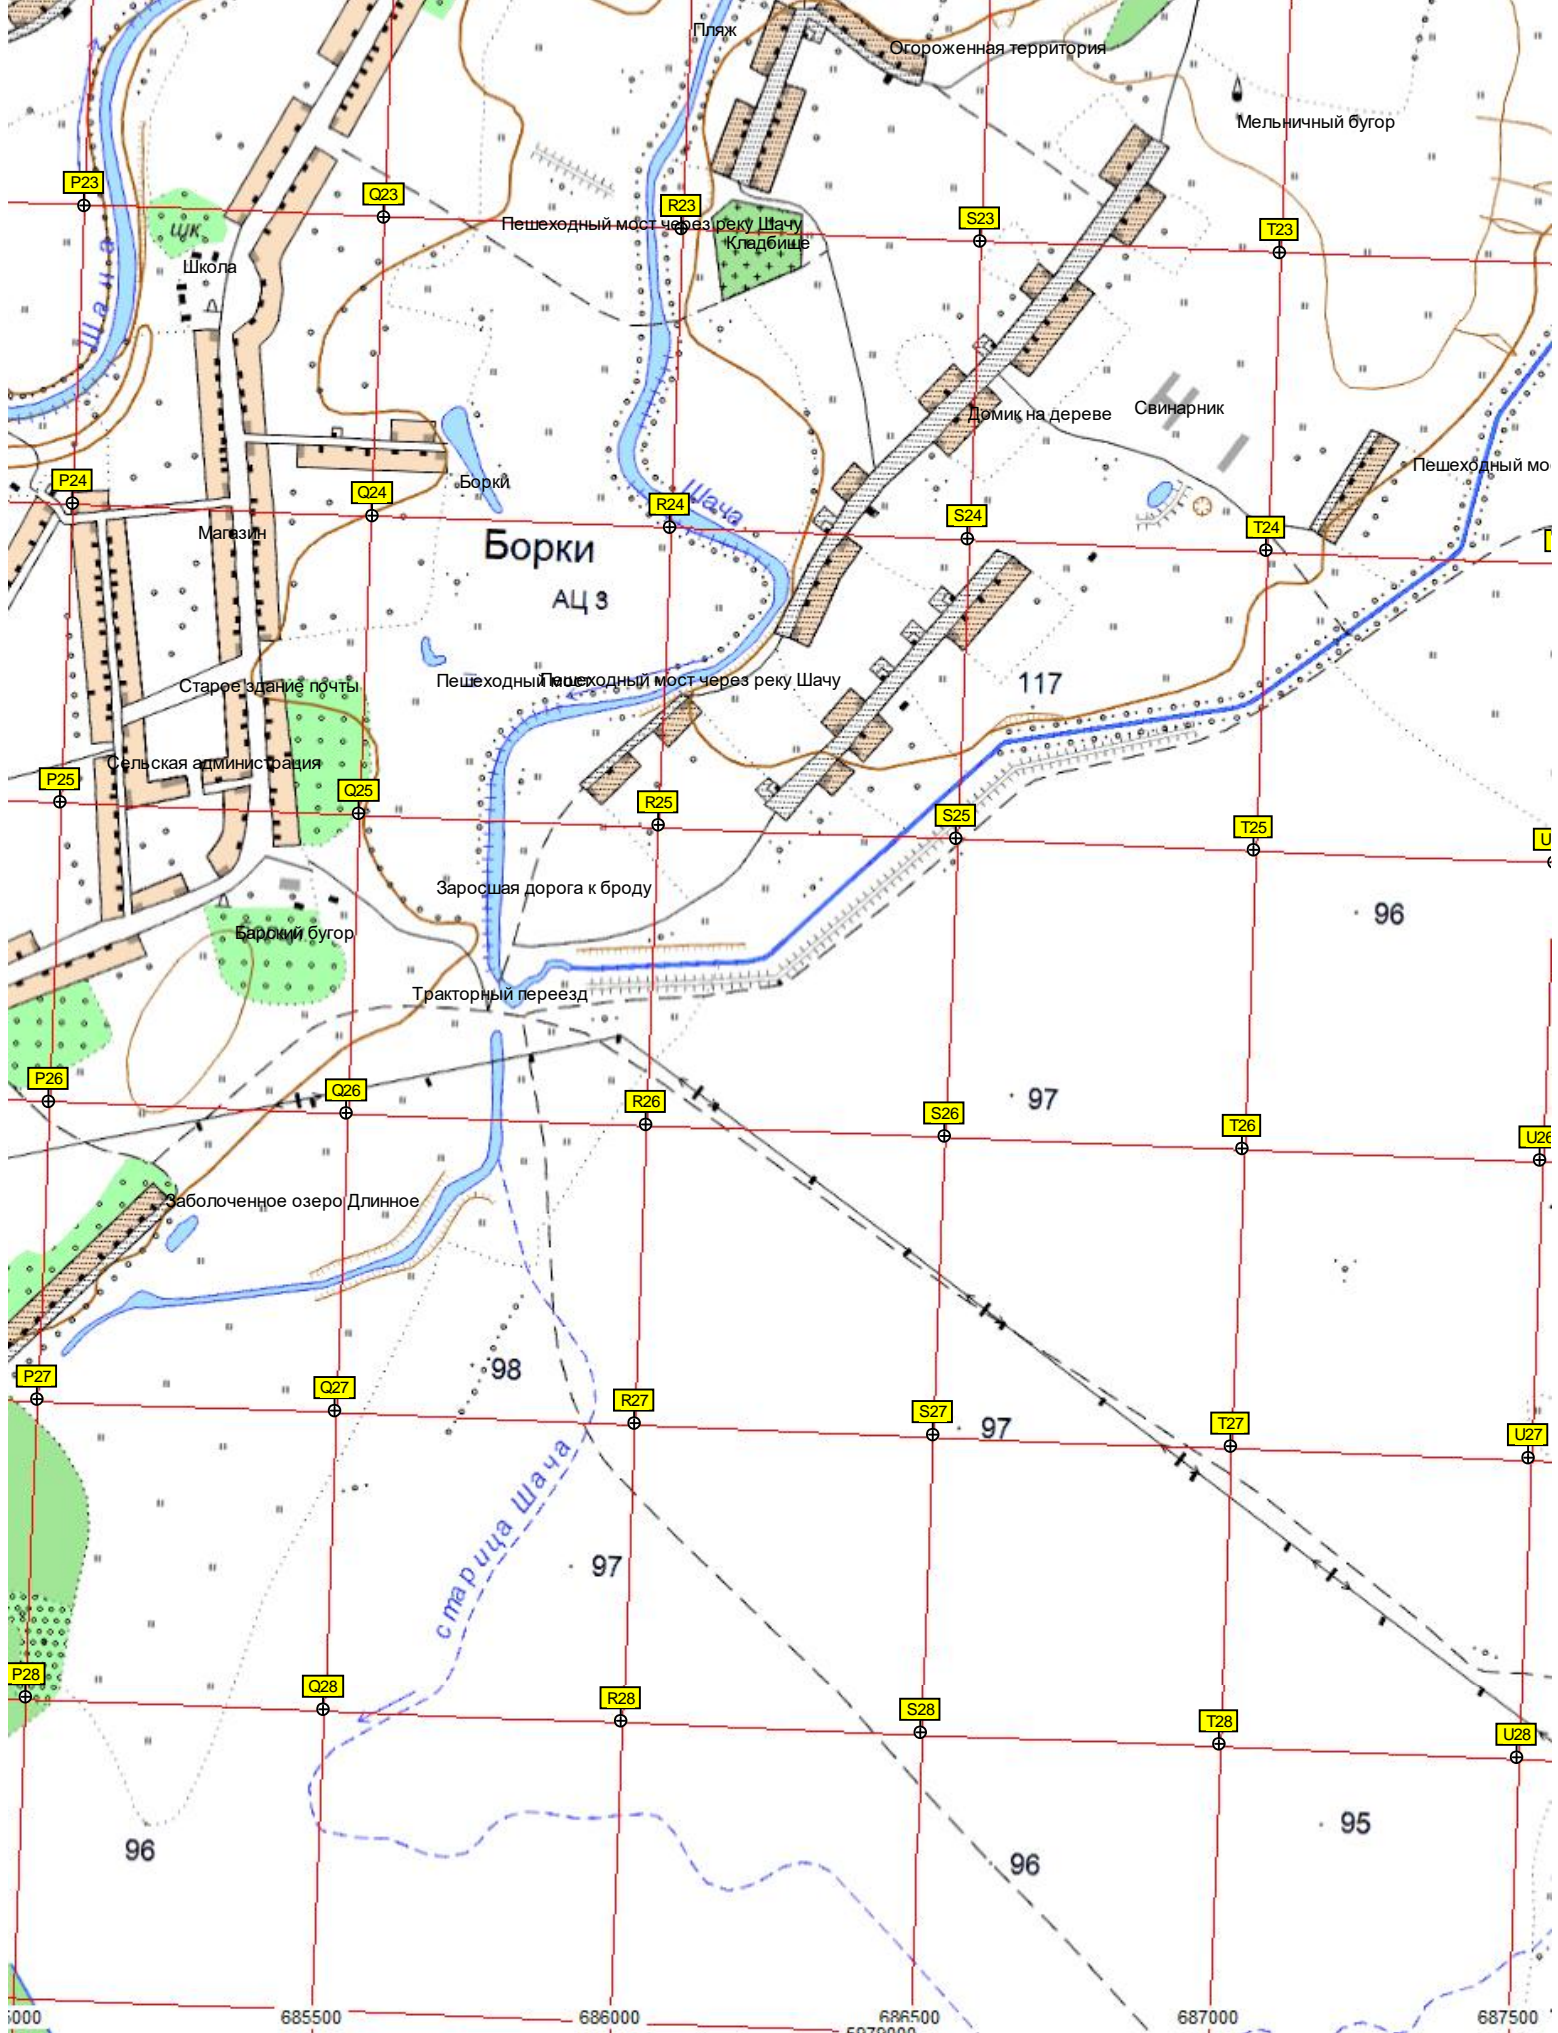 Пляж
Огороженная территория
Мельничный бугор
P23
Q23
R23
S23
T23
Пешеходный мост через реку Шачу
Кладбище
шк.
Школа
Шача
Домик на дереве
Свинарник
Н І
Пешеходный мо
P24
Q24
R24
S24
T24
Борки
Шача
Магазин
Борки
АЦ 3
Старое здание почты
Пешеходный мост
Пешеходный мост через реку Шачу
117
Сельская администрация
P25
Q25
R25
S25
T25
U
Заросшая дорога к броду
96
Барский бугор
Тракторный переезд
P26
Q26
R26
S26
T26
U26
97
Заболоченное озеро Длинное
98
P27
Q27
R27
S27
T27
U27
97
старица Шача
97
P28
Q28
R28
S28
T28
U28
96
96
95
5000
685500
686000
686500
687000
687500